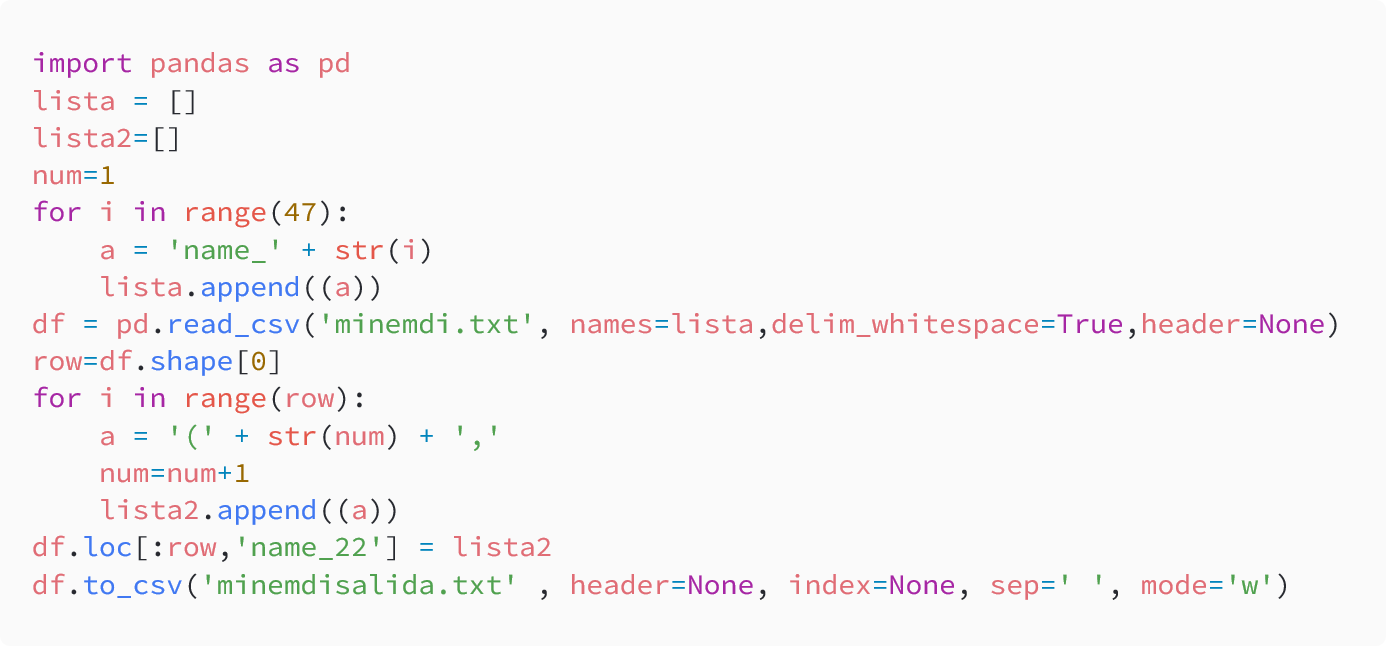 import pandas as pd
lista = []
lista2=[]
num=1
for i in range(47):
    a = 'name_' + str(i)
    lista.append((a))
df = pd.read_csv('minemdi.txt', names=lista,delim_whitespace=True,header=None)
row=df.shape[0]
for i in range(row):
    a = '(' + str(num) + ','
    num=num+1
    lista2.append((a))
df.loc[:row,'name_22'] = lista2
df.to_csv('minemdisalida.txt' , header=None, index=None, sep=' ', mode='w')